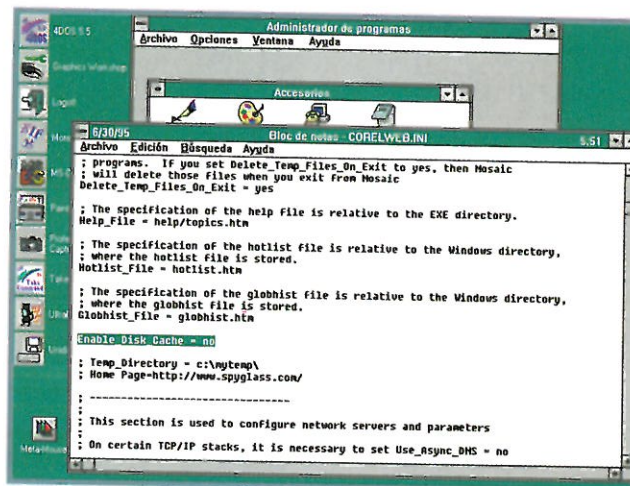 4DOS 5.5
Graphics Workshop
Logoff
Meta-Mouse
Administrador de programas
Archivo Opciones Ventana Ayuda
Accesorios
6/30/95 Bloc de notas - CORELWEB.INI 5,51
Archivo Edición Búsqueda Ayuda
; programs. If you set Delete_Temp_Files_On_Exit to yes, then Mosaic
; will delete those files when you exit from Mosaic
Delete_Temp_Files_On_Exit = yes
; The specification of the help file is relative to the EXE directory.
Help_File = help/topics.htm
; The specification of the hotlist file is relative to the Windows directory,
; where the hotlist file is stored.
Hotlist_File = hotlist.htm
; The specification of the globhist file is relative to the Windows directory,
; where the globhist file is stored.
Globhist_File = globhist.htm
Enable_Disk_Cache = no
; Temp_Directory = c:\mytemp\
; Home Page=http://www.spyglass.com/
; --------------------------------
;
; This section is used to configure network servers and parameters
;
; On certain TCP/IP stacks, it is necessary to set Use_Async_DNS = no